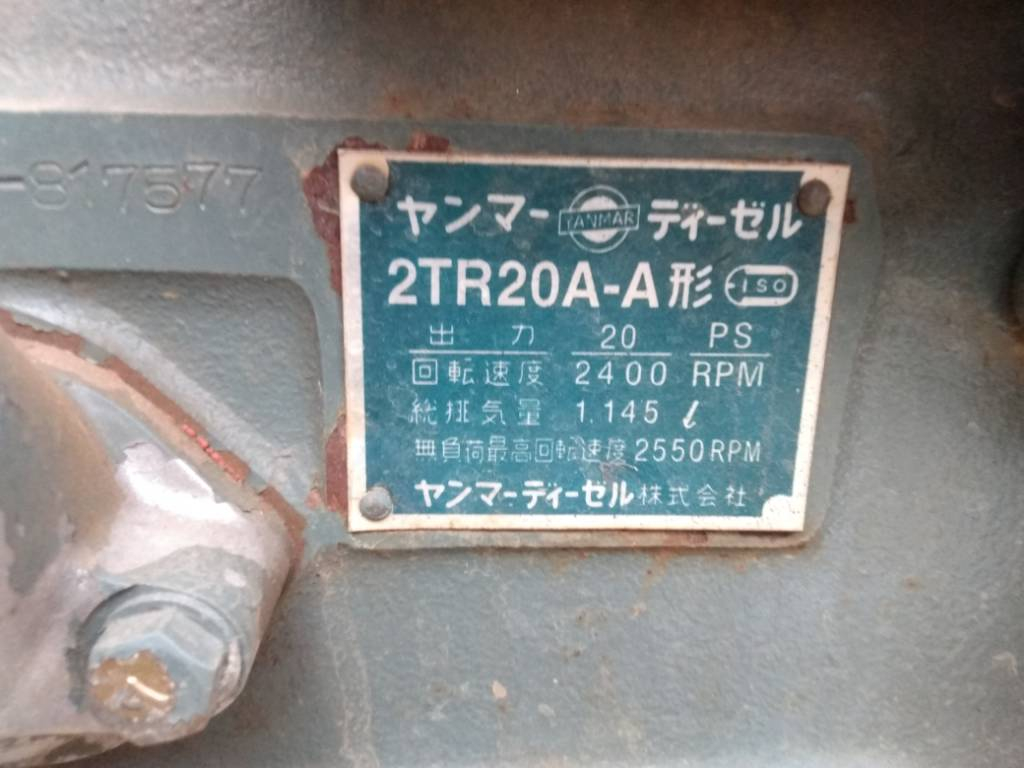 -817577
ヤンマー YANMAR ディーゼル
2TR20A-A形 ISO
出力 20 PS
回転速度 2400 RPM
総排気量 1.145 ℓ
無負荷最高回転速度 2550 RPM
ヤンマーディーゼル株式会社